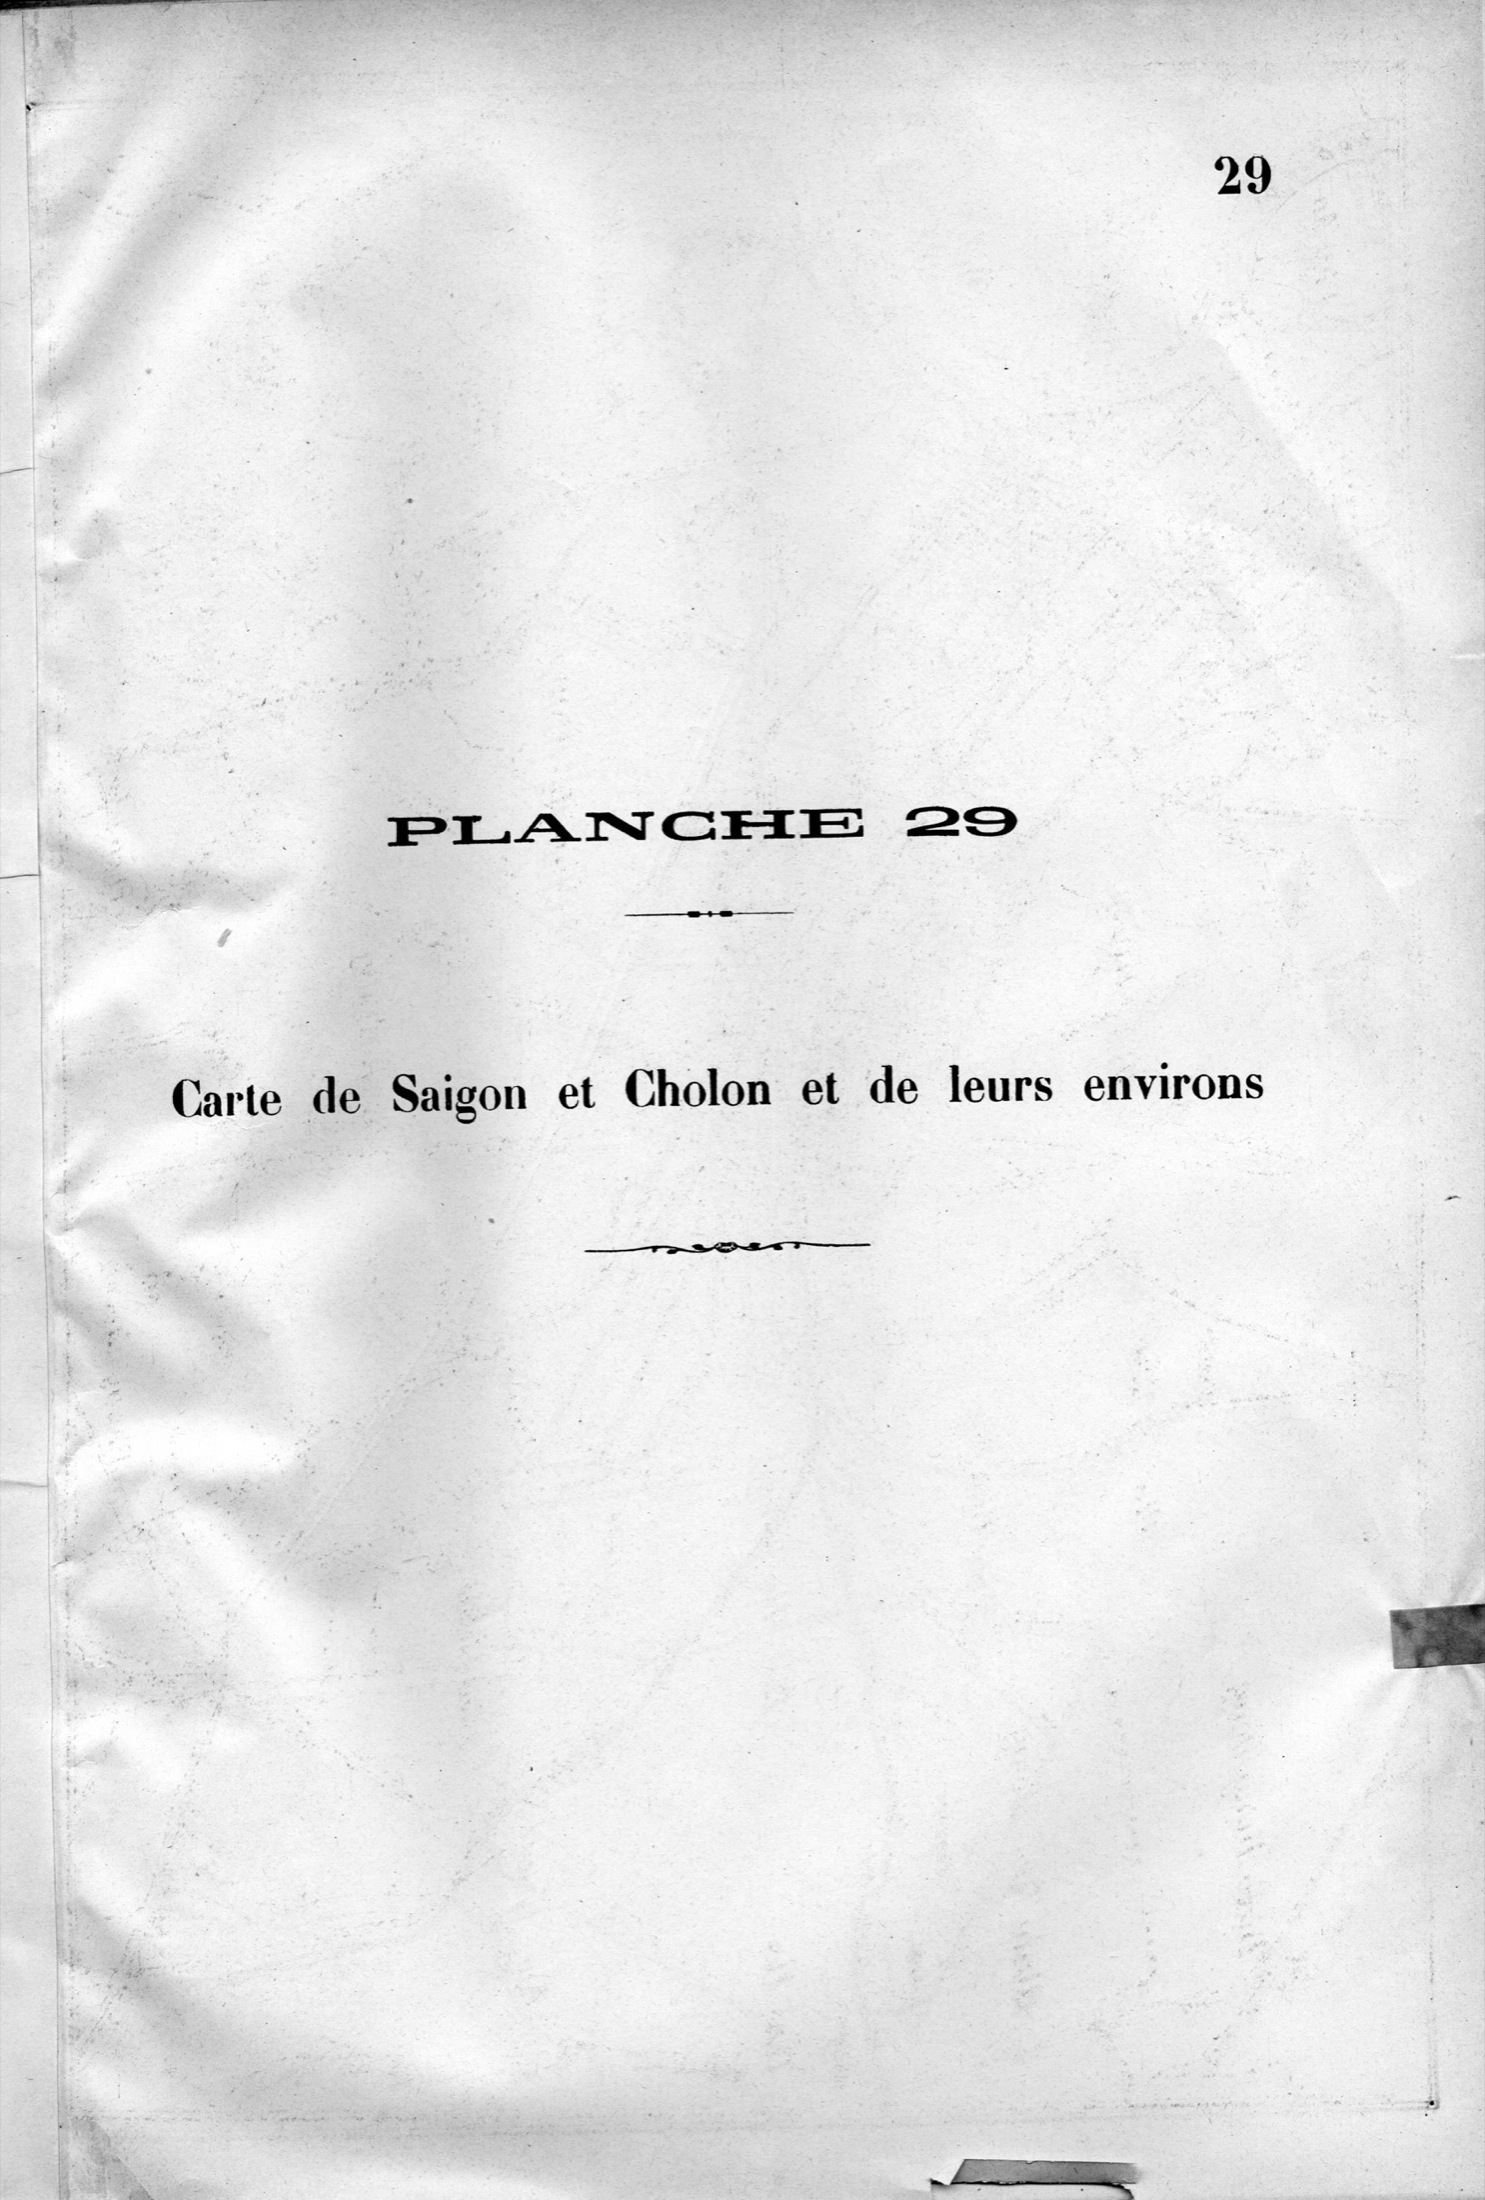 29
PLANCHE 29
Carte de Saigon et Cholon et de leurs environs